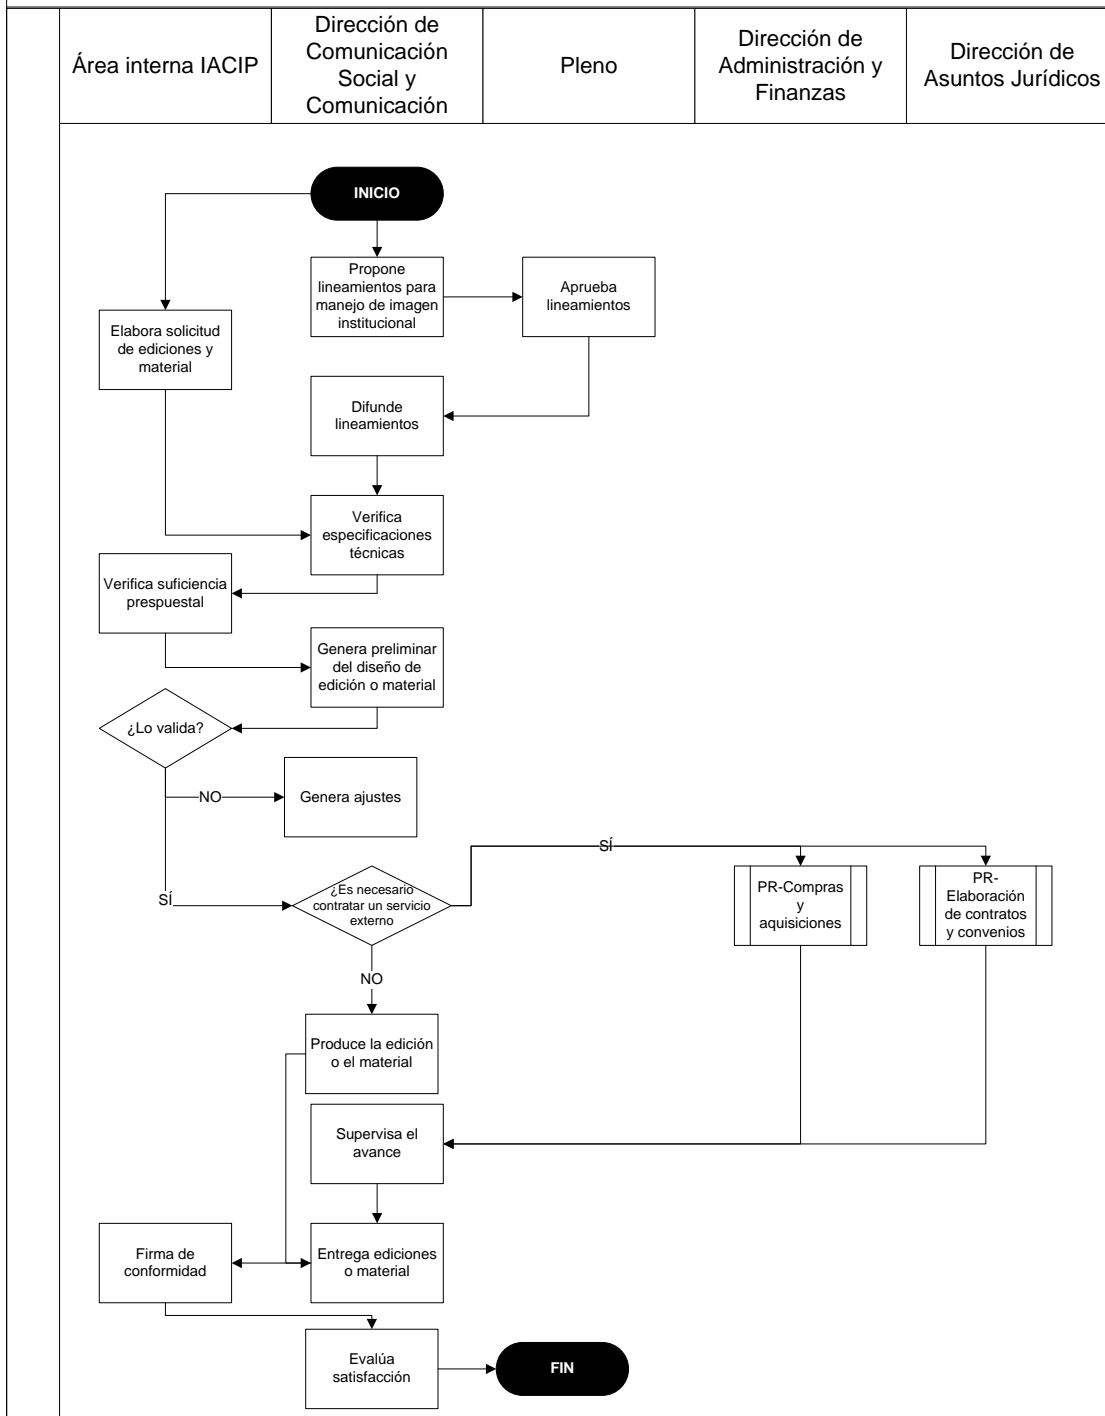 Área interna IACIP
Dirección de
Comunicación
Social y
Comunicación
Pleno
Dirección de
Administración y
Finanzas
Dirección de
Asuntos Jurídicos
INICIO
Propone
lineamientos para
manejo de imagen
institucional
Aprueba
lineamientos
Elabora solicitud
de ediciones y
material
Difunde
lineamientos
Verifica
especificaciones
técnicas
Verifica suficiencia
prespuestal
Genera preliminar
del diseño de
edición o material
¿Lo valida?
NO
Genera ajustes
SÍ
¿Es necesario
contratar un servicio
externo
SÍ
PR-Compras
y
aquisiciones
PR-
Elaboración
de contratos
y convenios
NO
Produce la edición
o el material
Supervisa el
avance
Firma de
conformidad
Entrega ediciones
o material
Evalúa
satisfacción
FIN